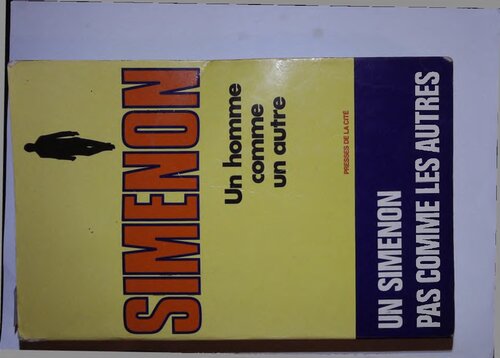 SIMENON
Un homme
comme
un autre
PRESSES DE LA CITÉ
UN SIMENON
PAS COMME LES AUTRES